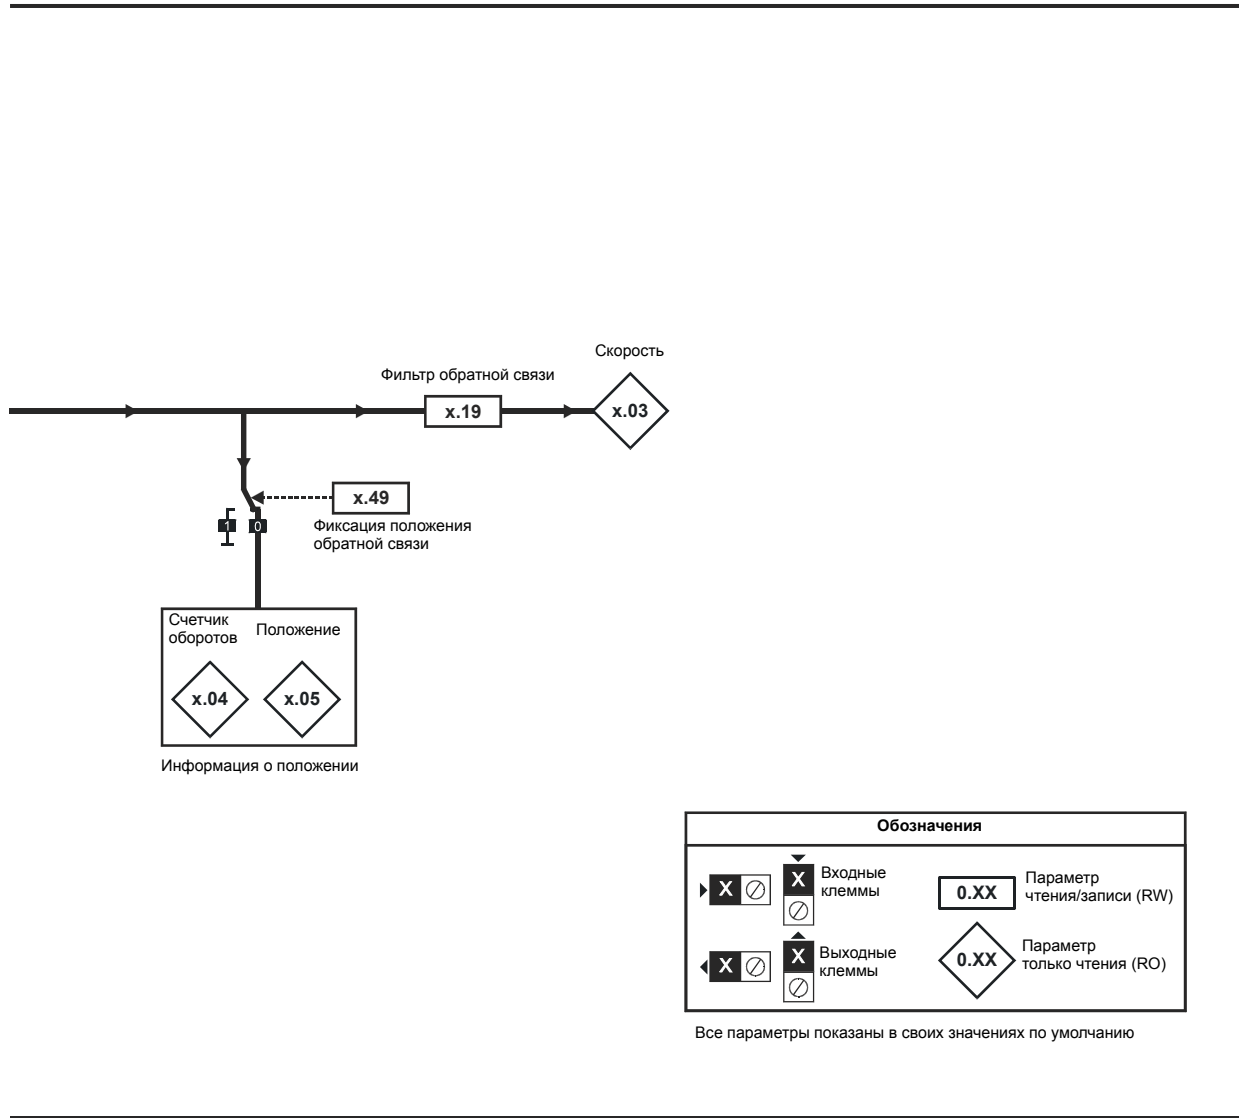 Скорость
Фильтр обратной связи
x.19
x.03
x.49
1
0
Фиксация положения
обратной связи
Счетчик
оборотов
Положение
x.04
x.05
Информация о положении
Обозначения
X
X
Входные
клеммы
0.XX
Параметр
чтения/записи (RW)
X
X
Выходные
клеммы
0.XX
Параметр
только чтения (RO)
Все параметры показаны в своих значениях по умолчанию